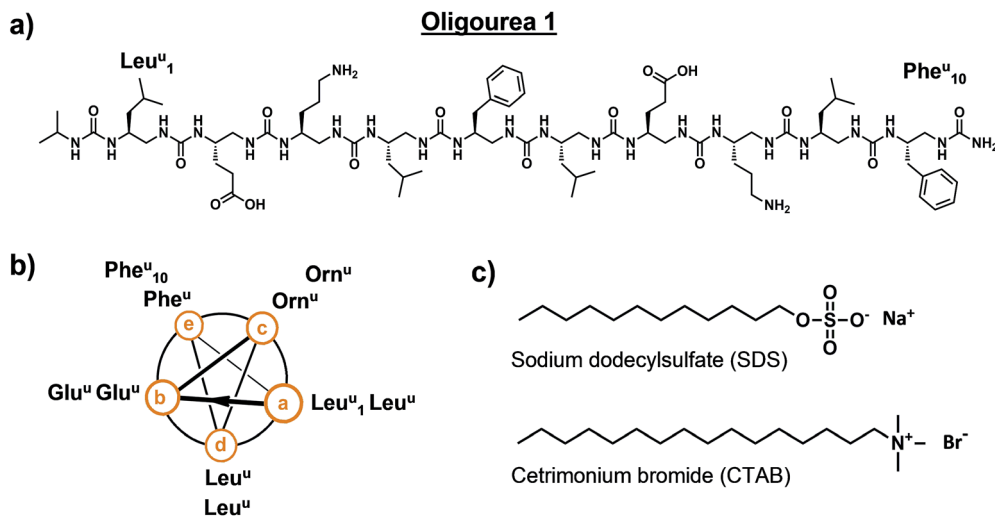 a)
Oligourea 1
Leuᵘ₁
NH₂
O
OH
Pheᵘ₁₀
O H H O H H O H H O H H O H H H O
N N N N N N N N N N N
N N N N N N N N N N NH₂
H H O H H O H H O H H O H H O
O
OH
NH₂
b)
Pheᵘ₁₀
Ornᵘ
Pheᵘ
Ornᵘ
e
c
Gluᵘ Gluᵘ
b
a
Leuᵘ₁ Leuᵘ
d
Leuᵘ
Leuᵘ
c)
O
O S O⁻ Na⁺
O
Sodium dodecylsulfate (SDS)
N⁺ Br⁻
Cetrimonium bromide (CTAB)